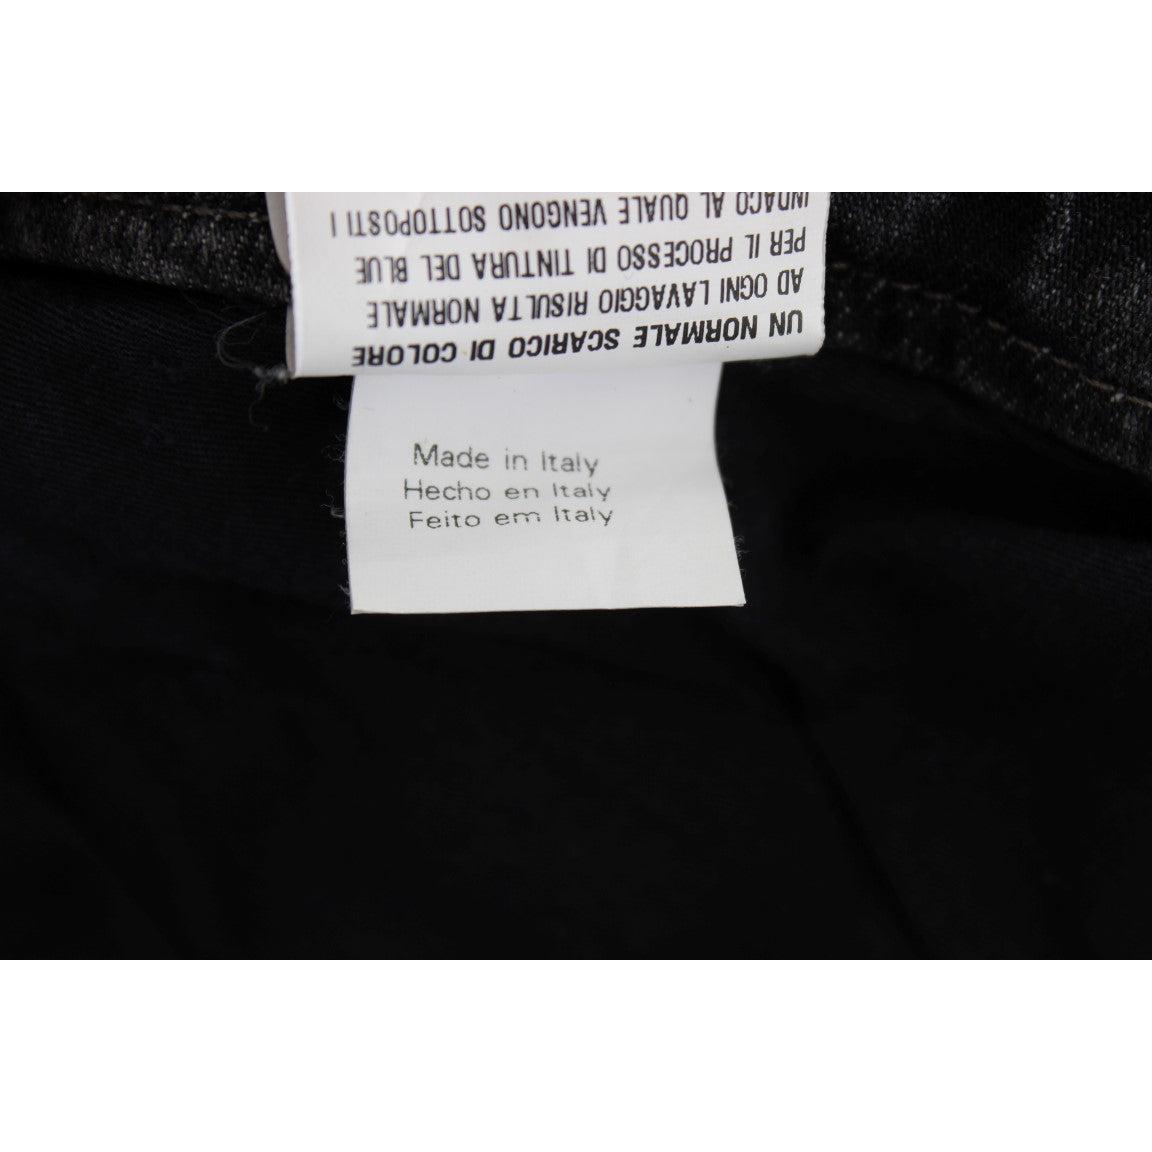 UN NORMALE SCARICO DI COLORE
AD OGNI LAVAGGIO RISULTA NORMALE
PER IL PROCESSO DI TINTURA DEL BLUE
INDACO AL QUALE VENGONO SOTTOPOSTI I
Made in Italy
Hecho en Italy
Feito em Italy